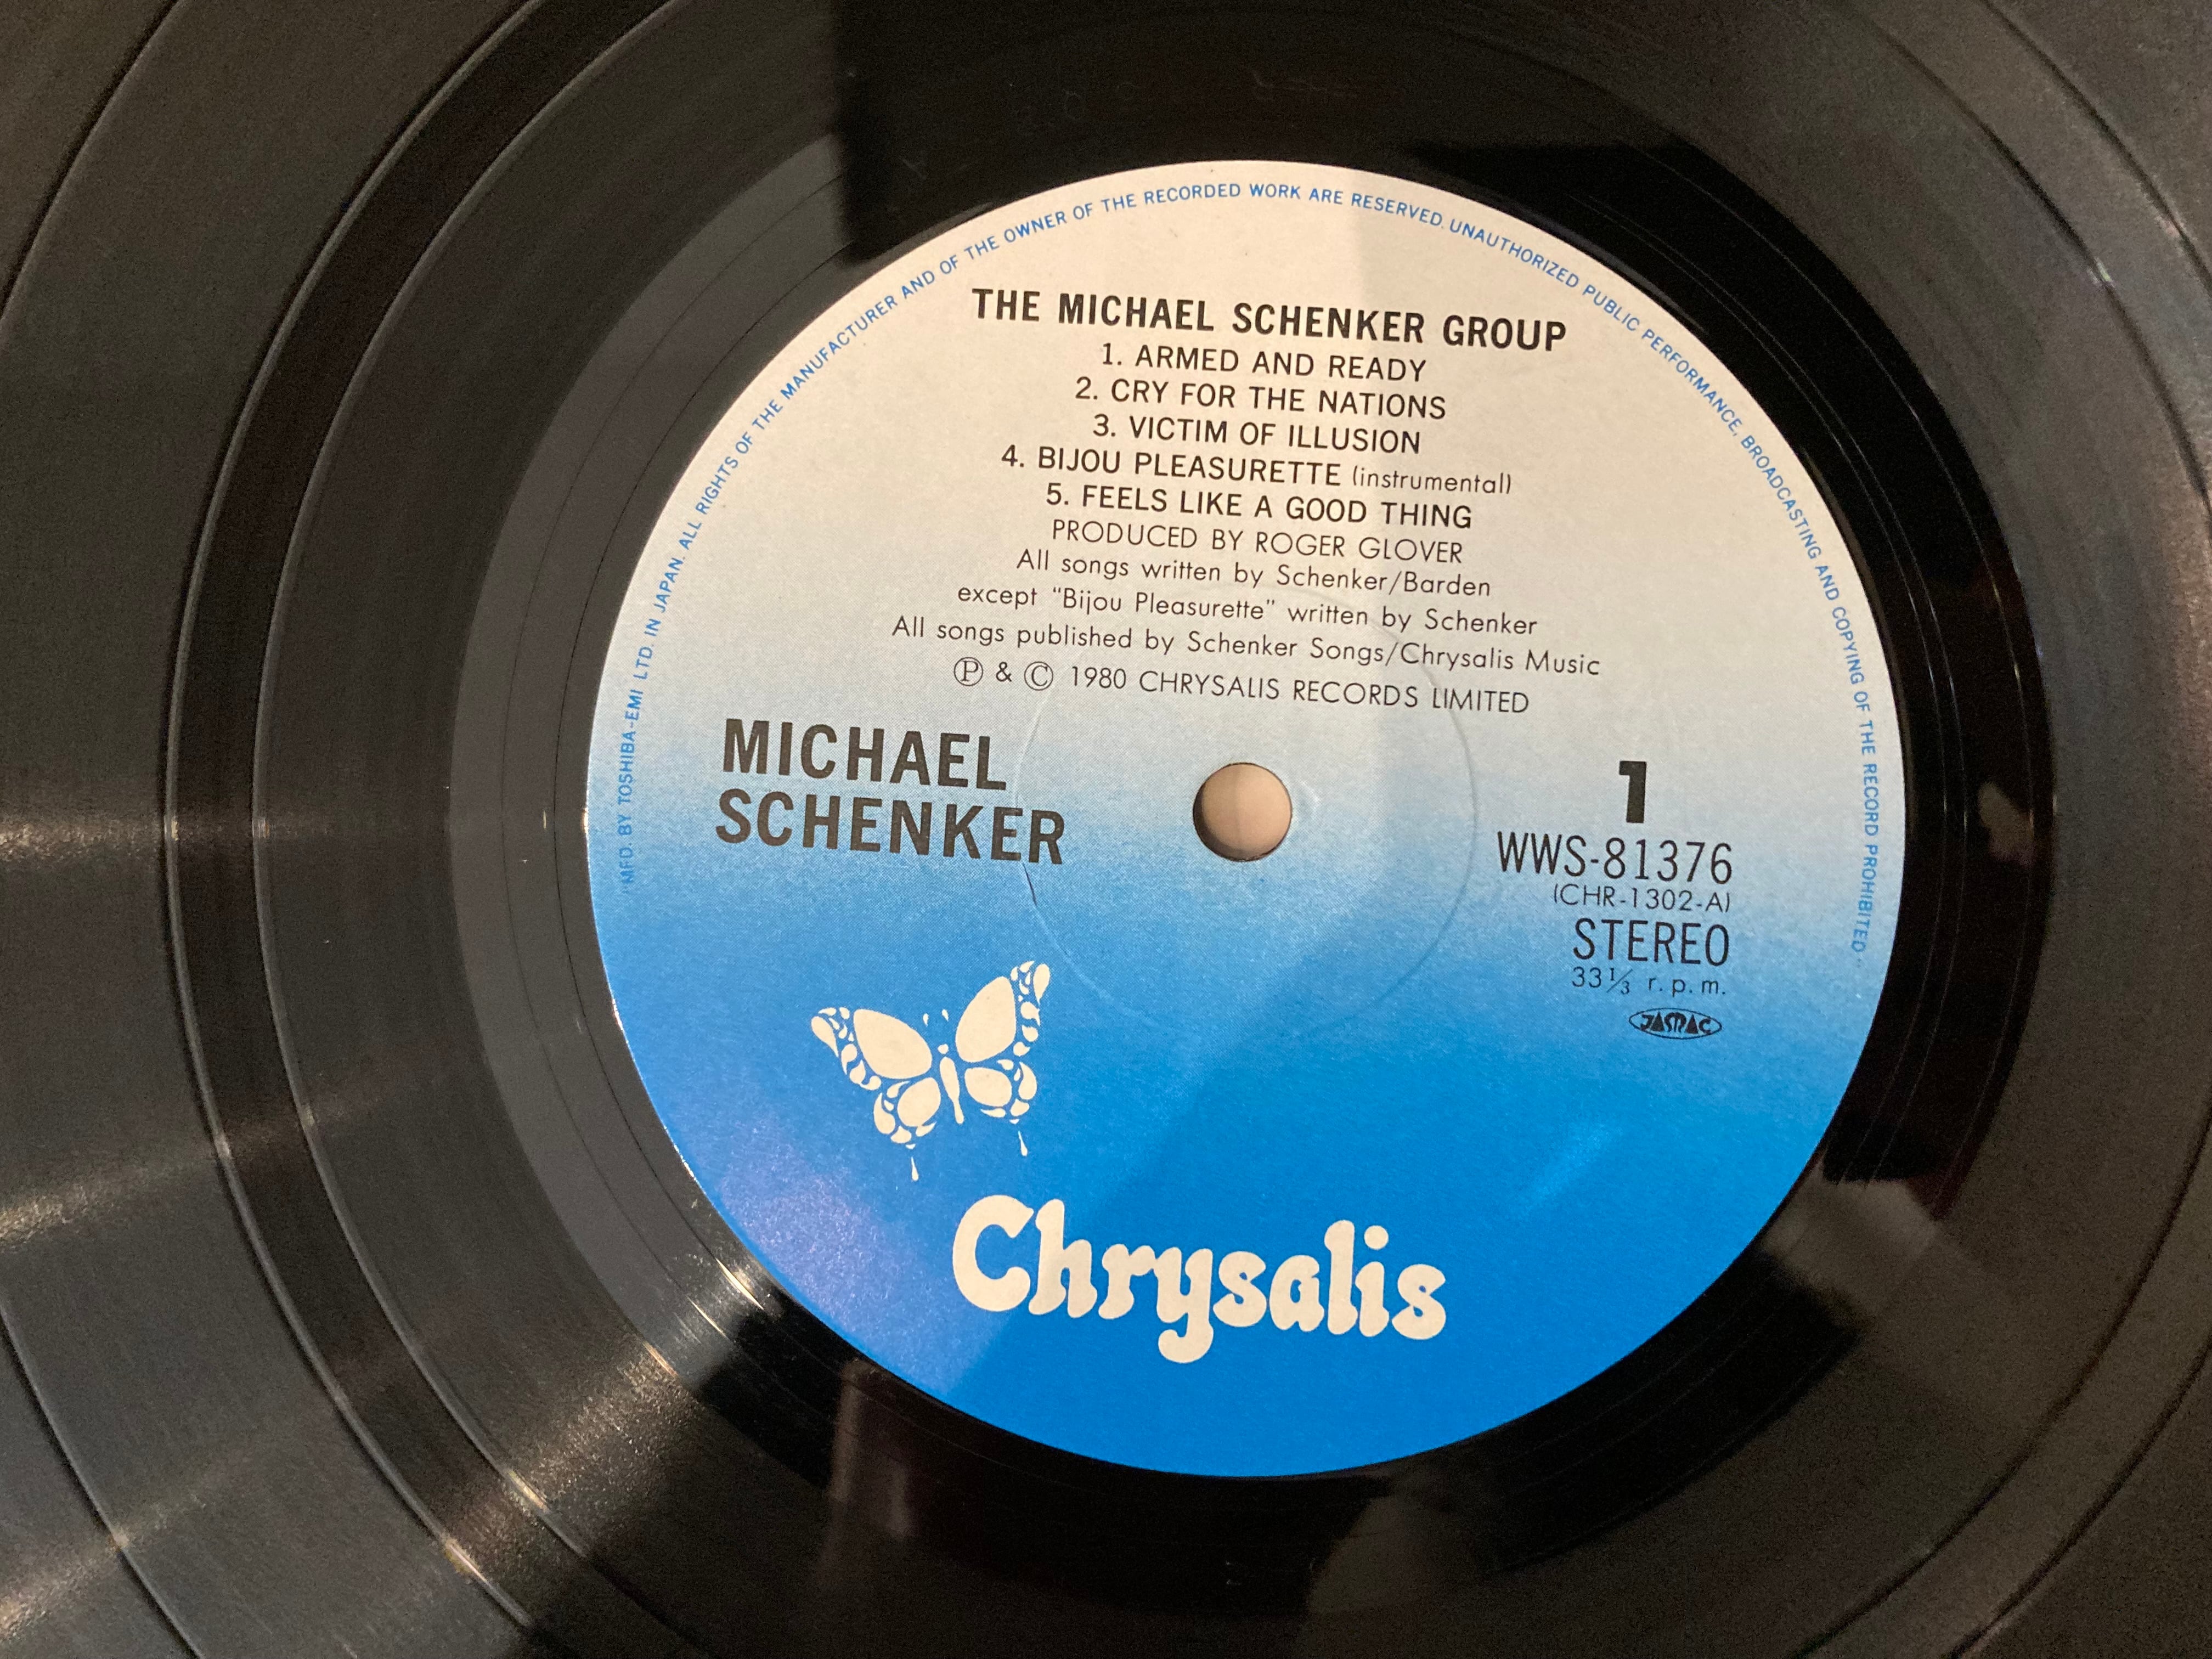 MFD. BY TOSHIBA-EMI LTD. IN JAPAN. ALL RIGHTS OF THE MANUFACTURER AND OF THE OWNER OF THE RECORDED WORK ARE RESERVED. UNAUTHORIZED PUBLIC PERFORMANCE, BROADCASTING AND COPYING OF THE RECORD PROHIBITED.
THE MICHAEL SCHENKER GROUP
1. ARMED AND READY
2. CRY FOR THE NATIONS
3. VICTIM OF ILLUSION
4. BIJOU PLEASURETTE (instrumental)
5. FEELS LIKE A GOOD THING
PRODUCED BY ROGER GLOVER
All songs written by Schenker/Barden
except “Bijou Pleasurette” written by Schenker
All songs published by Schenker Songs/Chrysalis Music
Ⓟ & Ⓒ 1980 CHRYSALIS RECORDS LIMITED
MICHAEL
SCHENKER
1
WWS-81376
(CHR-1302-A)
STEREO
33⅓ r.p.m.
JASRAC
Chrysalis